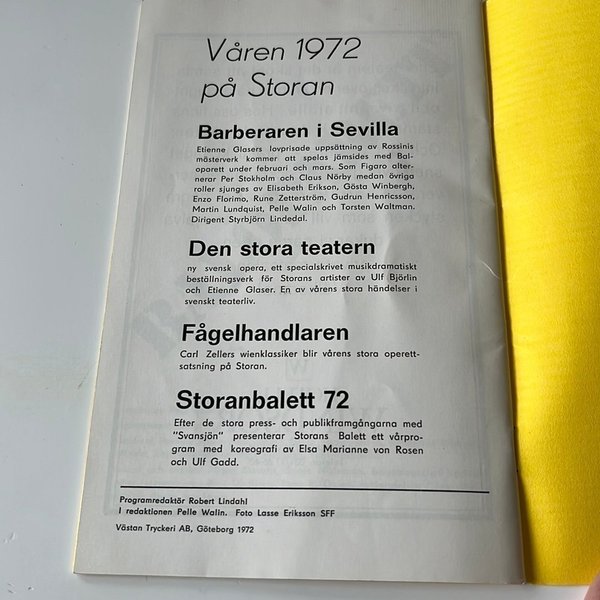 Våren 1972
på Storan
Barberaren i Sevilla
Etienne Glasers lovprisade uppsättning av Rossinis
mästerverk kommer att spelas jämsides med Bal-
oparett under februari och mars. Som Figaro alter-
nerar Per Stokholm och Claus Nörby medan övriga
roller sjunges av Elisabeth Erikson, Gösta Winbergh,
Enzo Florimo, Rune Zetterström, Gudrun Henricsson,
Martin Lundquist, Pelle Walin och Torsten Waltman.
Dirigent Styrbjörn Lindedal.
Den stora teatern
ny svensk opera, ett specialskrivet musikdramatiskt
beställningsverk för Storans artister av Ulf Björlin
och Etienne Glaser. En av vårens stora händelser i
svenskt teaterliv.
Fågelhandlaren
Carl Zellers wienklassiker blir vårens stora operett-
satsning på Storan.
Storanbalett 72
Efter de stora press- och publikframgångarna med
"Svansjön" presenterar Storans Balett ett vårpro-
gram med koreografi av Elsa Marianne von Rosen
och Ulf Gadd.
Programredaktör Robert Lindahl
I redaktionen Pelle Walin. Foto Lasse Eriksson SFF
Västan Tryckeri AB, Göteborg 1972